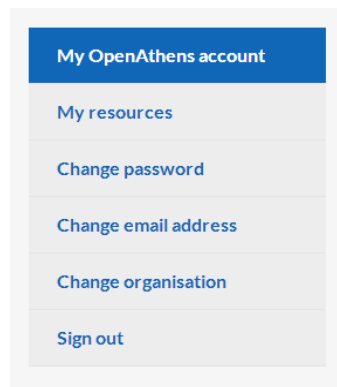 My OpenAthens account
My resources
Change password
Change email address
Change organisation
Sign out